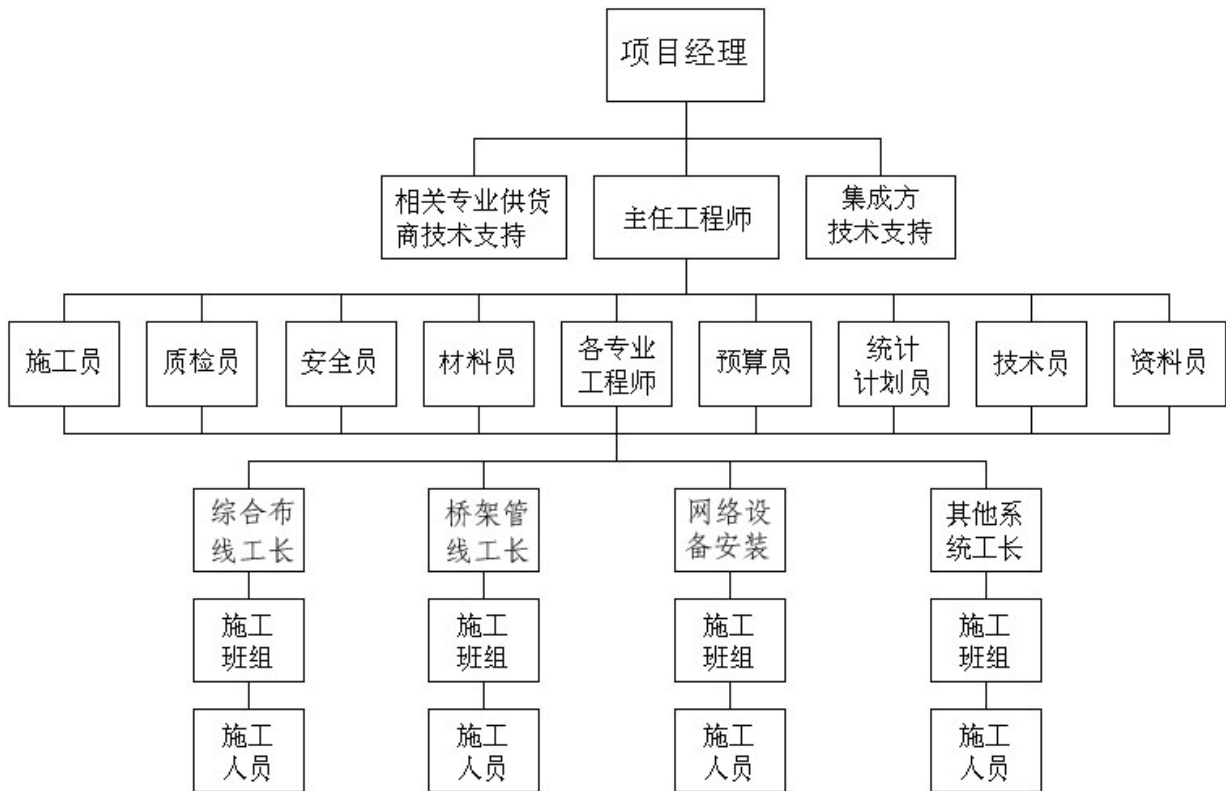 项目经理
相关专业供货
商技术支持
主任工程师
集成方
技术支持
施工员
质检员
安全员
材料员
各专业
工程师
预算员
统计
计划员
技术员
资料员
综合布
线工长
桥架管
线工长
网络设
备安装
其他系
统工长
施工
班组
施工
班组
施工
班组
施工
班组
施工
人员
施工
人员
施工
人员
施工
人员